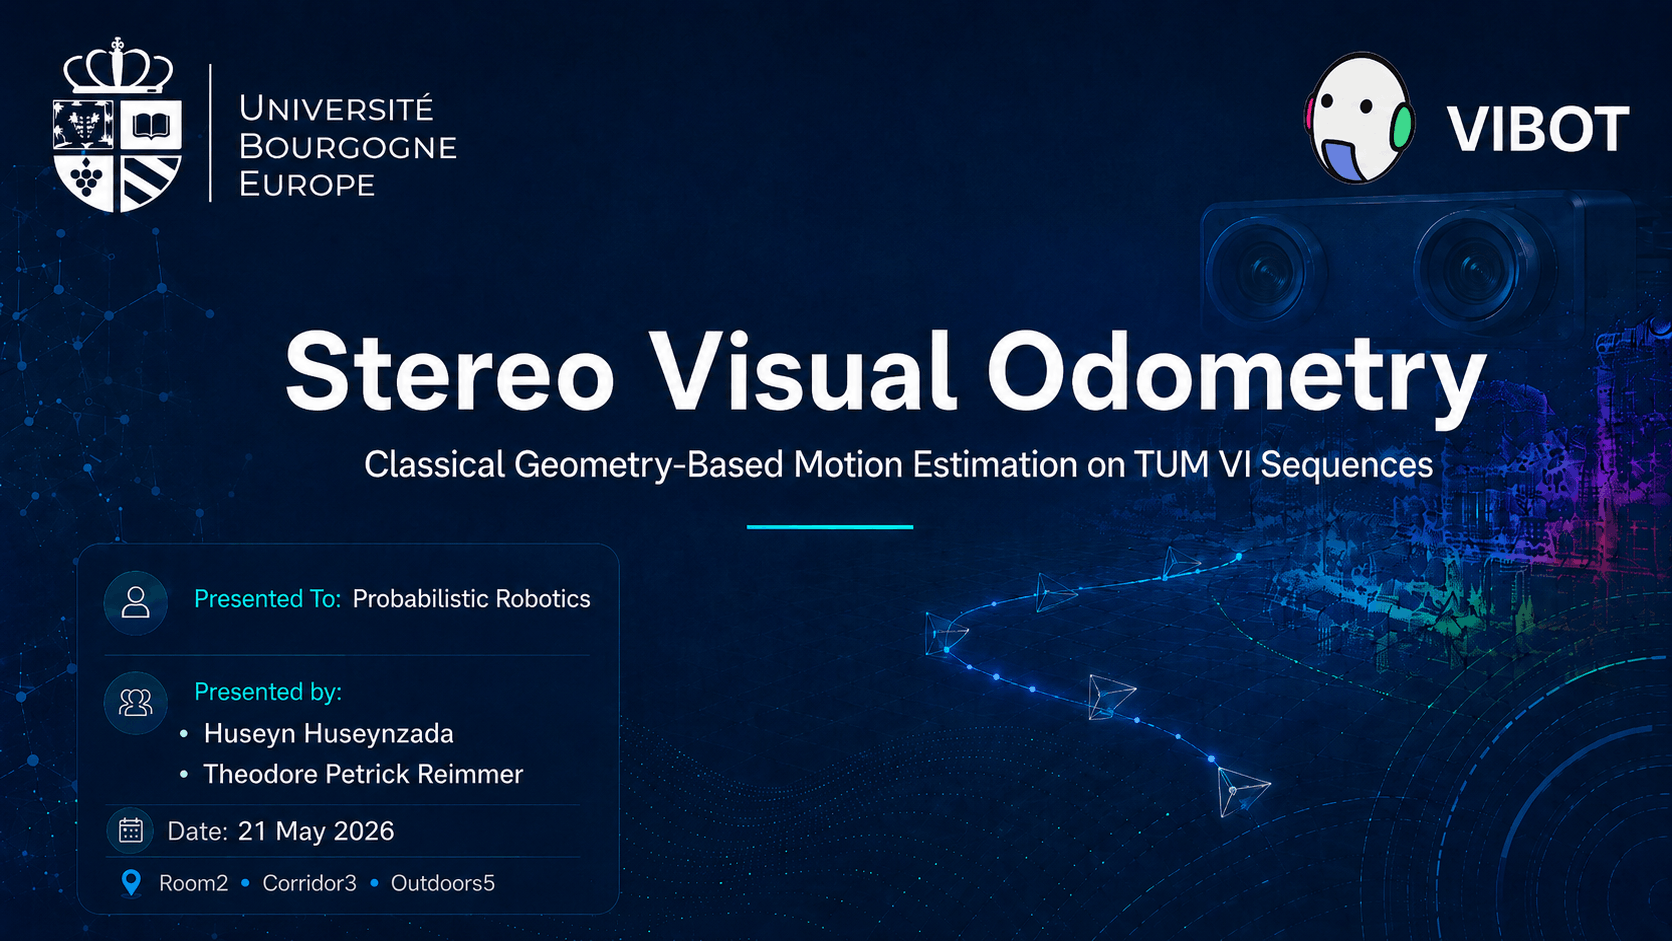 UNIVERSITÉ
BOURGOGNE
EUROPE
VIBOT
Stereo Visual Odometry
Classical Geometry-Based Motion Estimation on TUM VI Sequences
Presented To: Probabilistic Robotics
Presented by:
• Huseyn Huseynzada
• Theodore Petrick Reimmer
Date: 21 May 2026
Room2 • Corridor3 • Outdoors5